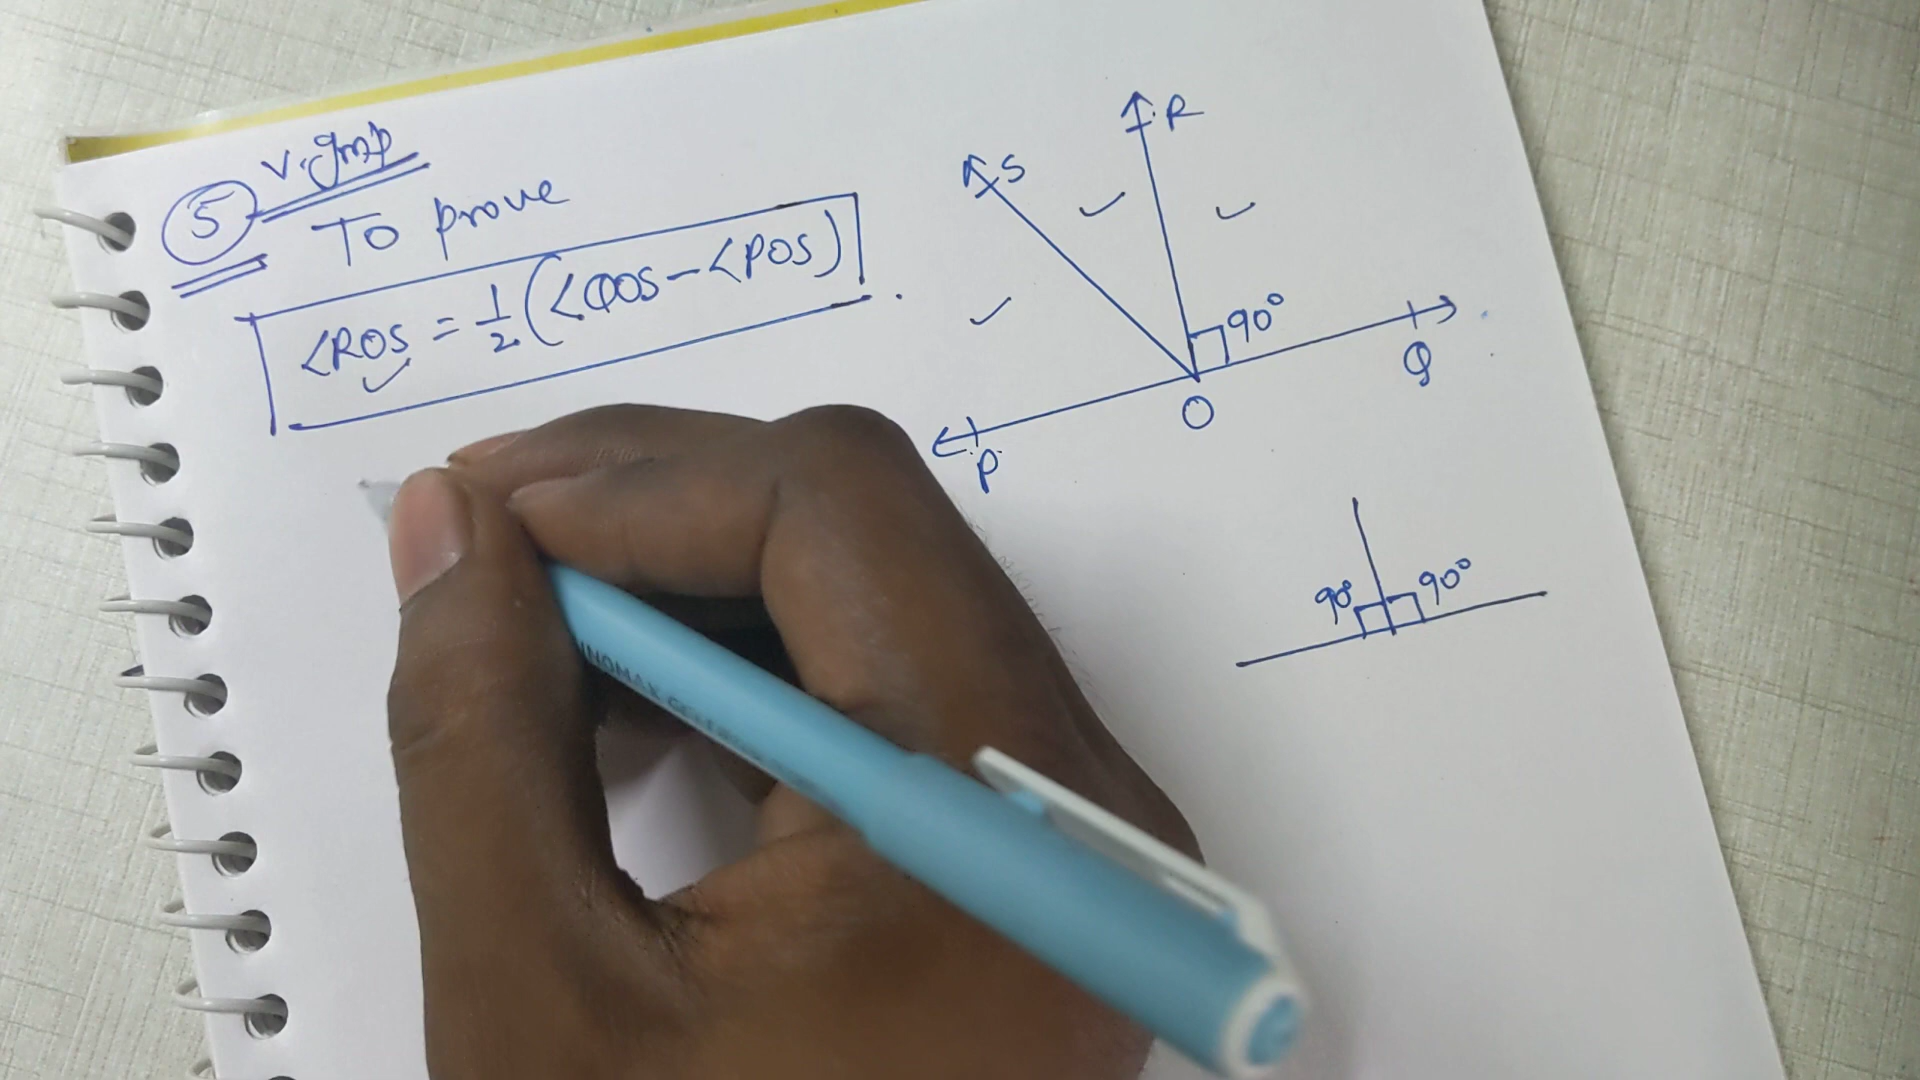 5 V.Imp
To prove
∠ROS = 1/2 (∠QOS - ∠POS).
R
S
90°
Q
O
P
90° 90°